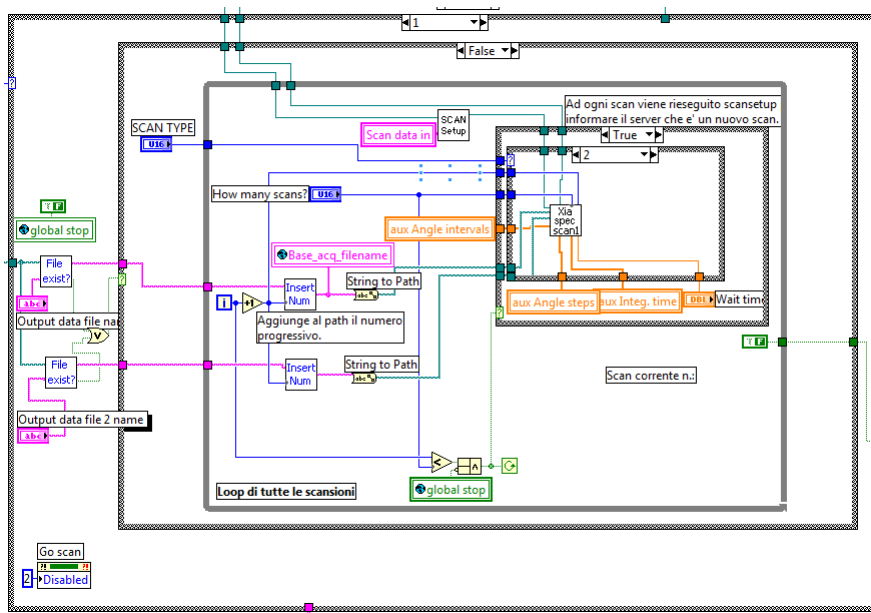 1
False
?
Ad ogni scan viene rieseguito scansetup
informare il server che e' un nuovo scan.
SCAN
Setup
Scan data in
SCAN TYPE
U16
True
2
?
How many scans?
U16
Xia
spec
scan1
aux Angle intervals
TF
global stop
Base_acq_filename
File
exist?
Insert
Num
String to Path
abc
?
i
+1
aux Angle steps
aux Integ. time
DBL
Wait time
abc
Output data file na
Aggiunge al path il numero
progressivo.
?
V
TF
File
exist?
Insert
Num
String to Path
abc
Scan corrente n.:
Output data file 2 name
abc
<
Λ
Loop di tutte le scansioni
global stop
Go scan
2
Disabled